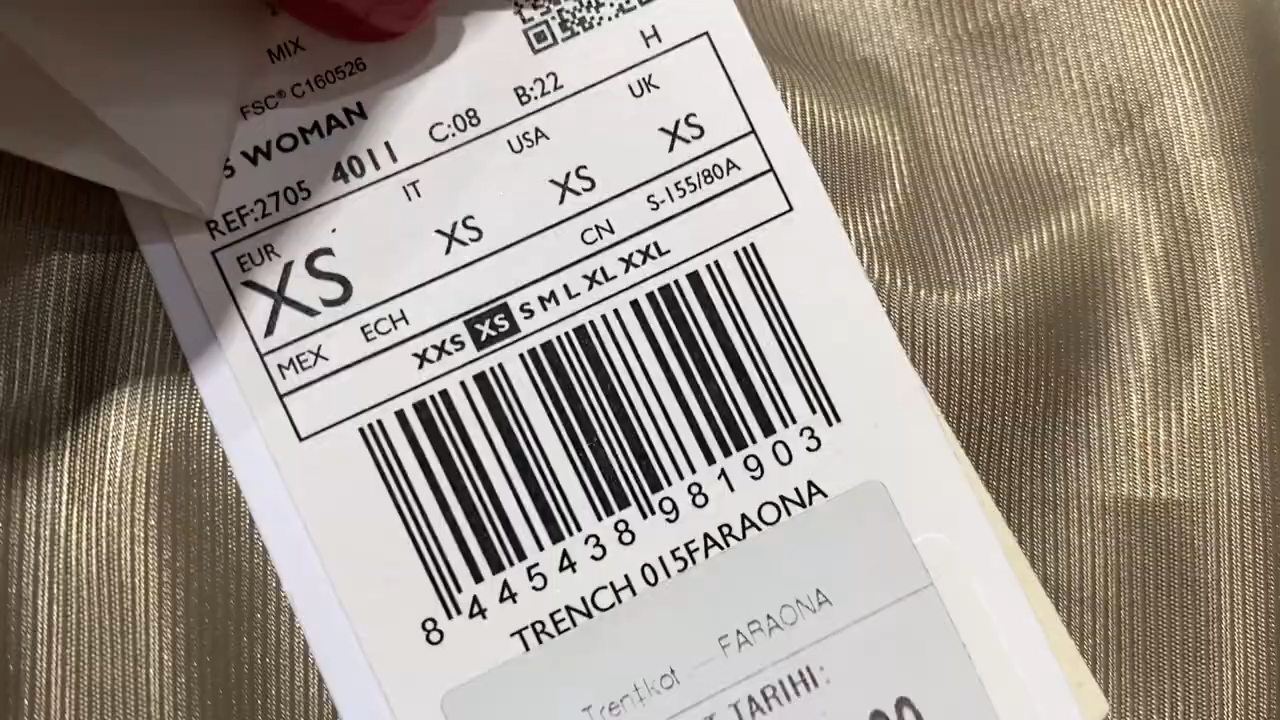 MIX
FSC® C160526
WOMAN
REF:2705 4011 C:08 B:22 H
EUR IT USA UK
XS XS XS XS
MEX ECH CN S-155/80A
XXS XS S M L XL XXL
8 445438 981903
TRENCH 015FARAONA
Trentkot - FARAONA
TARIHI: